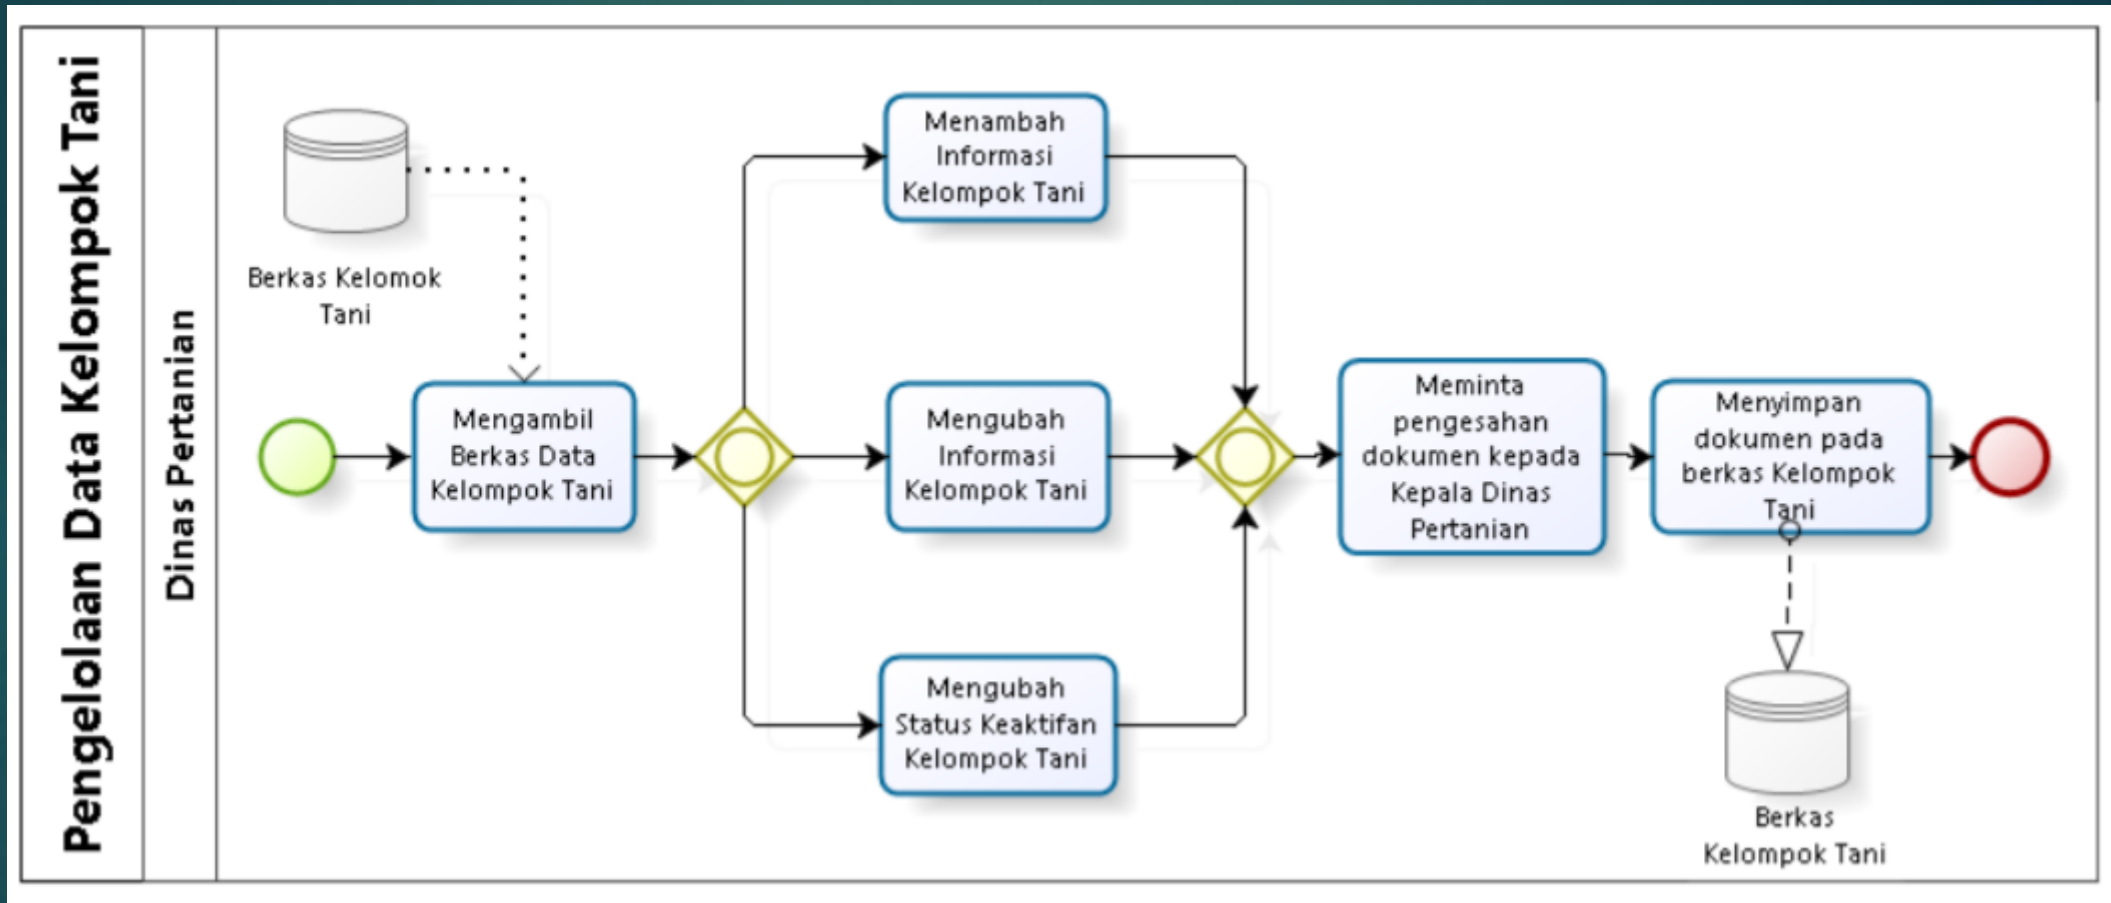 Pengelolaan Data Kelompok Tani
Dinas Pertanian
Berkas Kelomok
Tani
Mengambil
Berkas Data
Kelompok Tani
Menambah
Informasi
Kelompok Tani
Mengubah
Informasi
Kelompok Tani
Mengubah
Status Keaktifan
Kelompok Tani
Meminta
pengesahan
dokumen kepada
Kepala Dinas
Pertanian
Menyimpan
dokumen pada
berkas Kelompok
Tani
Berkas
Kelompok Tani